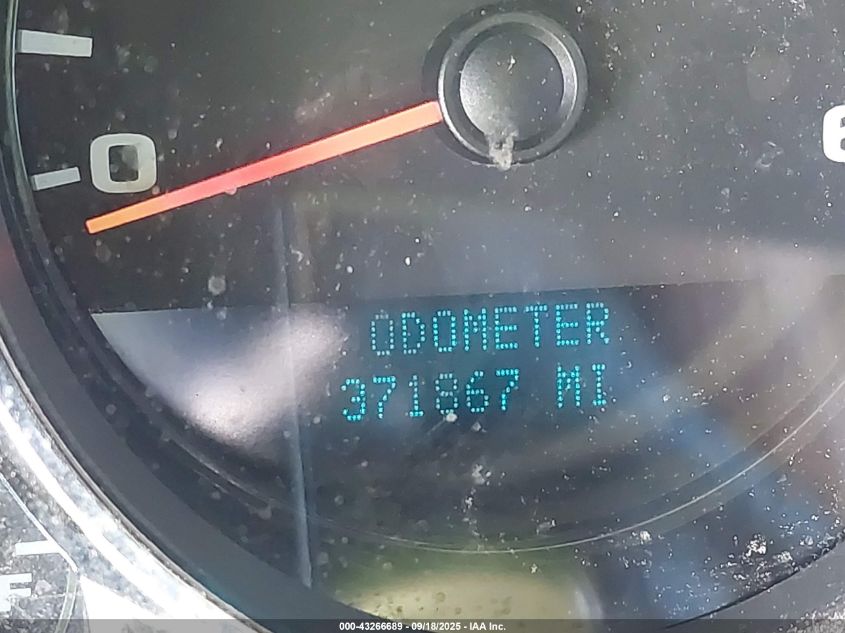 0
6
ODOMETER
371867 MI
F
000-43266689 - 09/18/2025 - IAA Inc.